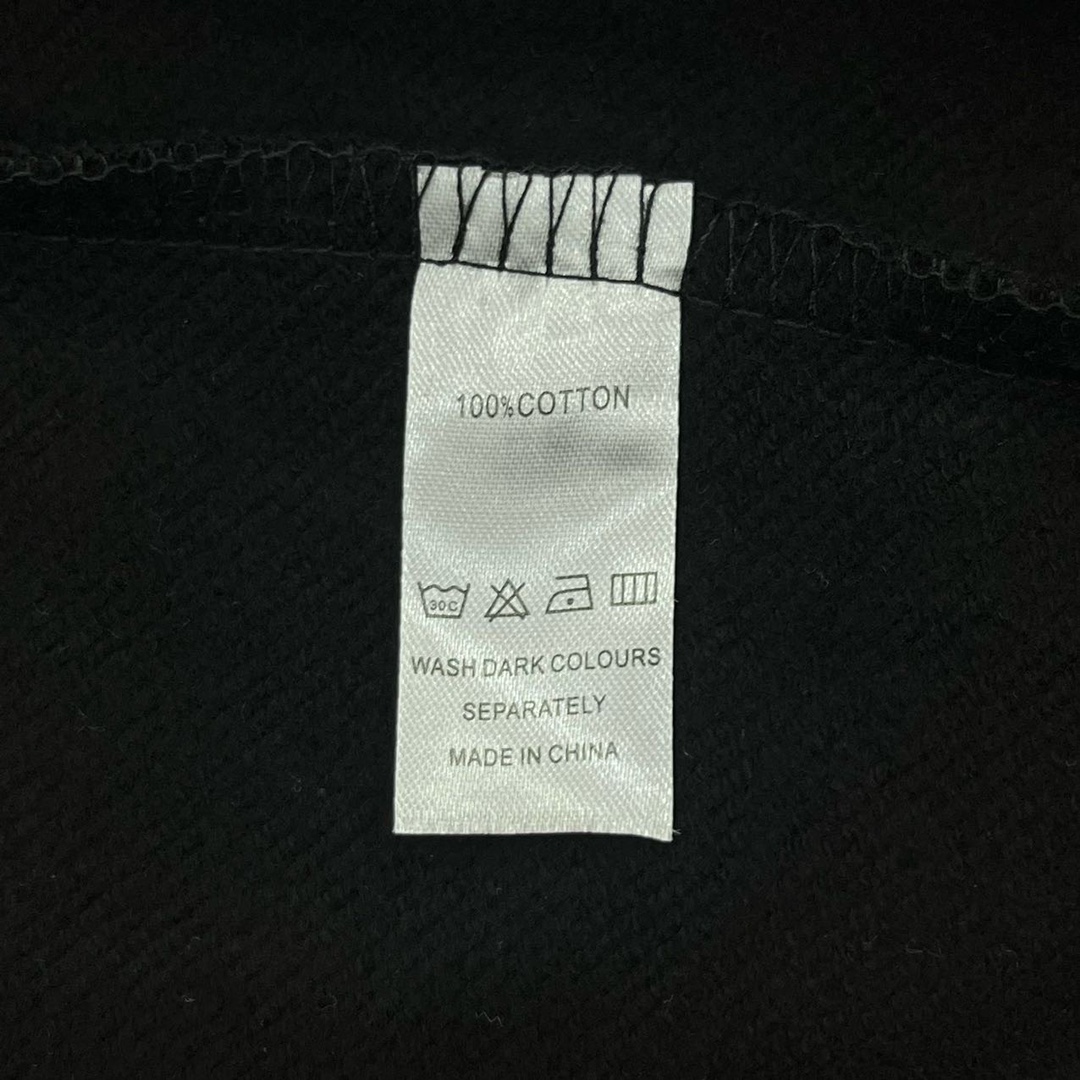 100%COTTON
30C
WASH DARK COLOURS
SEPARATELY
MADE IN CHINA